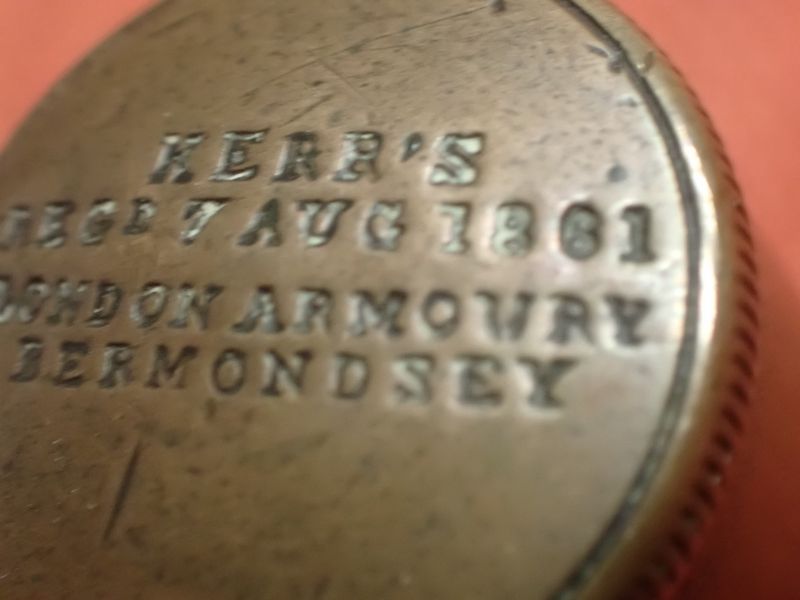 KERR'S
REGD 7 AUG 1861
LONDON ARMOURY
BERMONDSEY